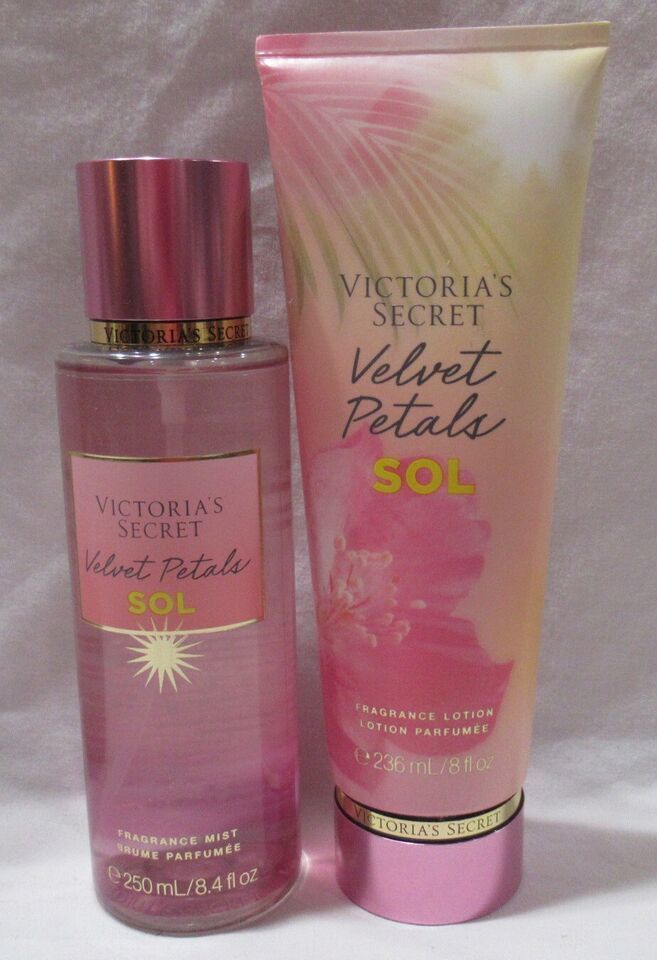 VICTORIA'S SECRET
VICTORIA'S
SECRET
Velvet Petals
SOL
FRAGRANCE MIST
BRUME PARFUMÉE
e 250 mL/8.4 fl oz
VICTORIA'S
SECRET
Velvet
Petals
SOL
FRAGRANCE LOTION
LOTION PARFUMÉE
e 236 mL/8 fl oz
VICTORIA'S SECRET